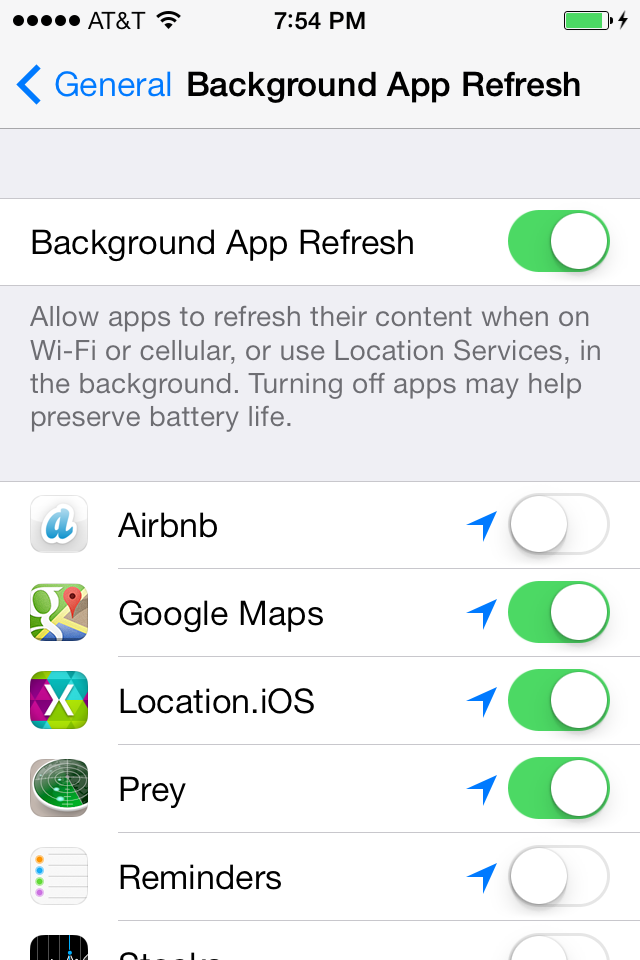 AT&T 7:54 PM
General Background App Refresh
Background App Refresh
Allow apps to refresh their content when on
Wi-Fi or cellular, or use Location Services, in
the background. Turning off apps may help
preserve battery life.
Airbnb
Google Maps
Location.iOS
Prey
Reminders
Stocks